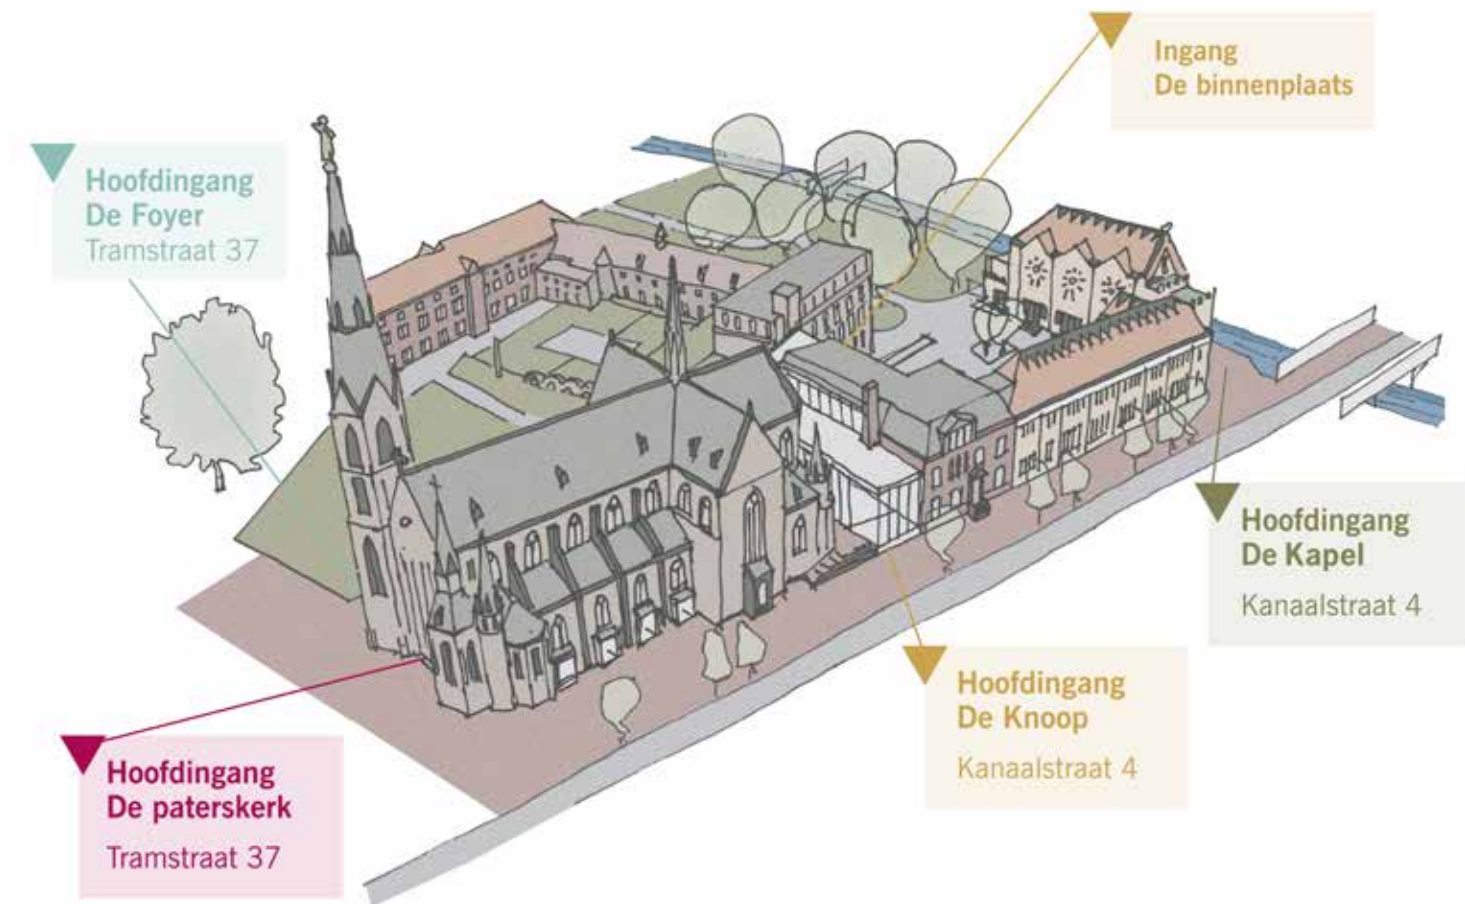 Ingang
De binnenplaats
Hoofdingang
De Foyer
Tramstraat 37
Hoofdingang
De Kapel
Kanaalstraat 4
Hoofdingang
De Knoop
Kanaalstraat 4
Hoofdingang
De paterskerk
Tramstraat 37